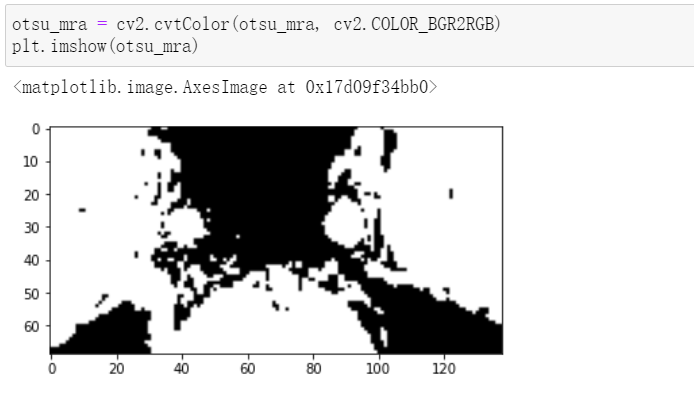 otsu_mra = cv2.cvtColor(otsu_mra, cv2.COLOR_BGR2RGB)
plt.imshow(otsu_mra)
<matplotlib.image.AxesImage at 0x17d09f34bb0>
0
10
20
30
40
50
60
0 20 40 60 80 100 120